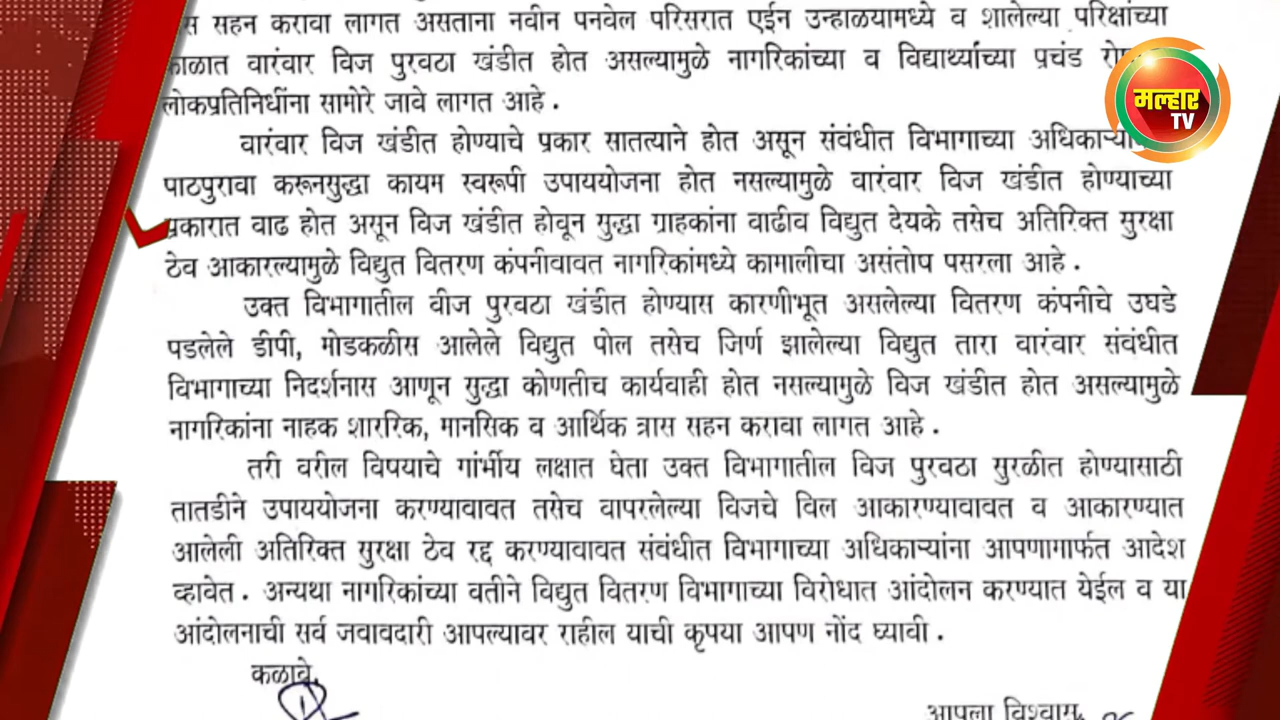 सहन करावा लागत असताना नवीन पनवेल परिसरात एईन उन्हाळयामध्ये व शालेल्या परिक्षांच्या
काळात वारंवार विज पुरवठा खंडीत होत असल्यामुळे नागरिकांच्या व विद्यार्थ्यांच्या प्रचंड
लोकप्रतिनिधींना सामोरे जावे लागत आहे .
मल्हार
TV
वारंवार विज खंडीत होण्याचे प्रकार सातत्याने होत असून संवंधीत विभागाच्या
पाठपुरावा करूनसुद्धा कायम स्वरूपी उपाययोजना होत नसल्यामुळे वारंवार विज खंडीत होण्याच्या
प्रकारात वाढ होत असून विज खंडीत होवून सुद्धा ग्राहकांना वाढीव विद्युत देयके तसेच अतिरिक्त सुरक्षा
ठेव आकारल्यामुळे विद्युत वितरण कंपनीवावत नागरिकांमध्ये कामालीचा असंतोप पसरला आहे .
उक्त विभागातील वीज पुरवठा खंडीत होण्यास कारणीभूत असलेल्या वितरण कंपनीचे उघडे
पडलेले डीपी, मोडकळीस आलेले विद्युत पोल तसेच जिर्ण झालेल्या विद्युत तारा वारंवार संवंधीत
विभागाच्या निदर्शनास आणून सुद्धा कोणतीच कार्यवाही होत नसल्यामुळे विज खंडीत होत असल्यामुळे
नागरिकांना नाहक शाररिक, मानसिक व आर्थिक त्रास सहन करावा लागत आहे .
तरी वरील विपयाचे गांर्भीय लक्षात घेता उक्त विभागातील विज पुरवठा सुरळीत होण्यासाठी
तातडीने उपाययोजना करण्यावावत तसेच वापरलेल्या विजचे विल आकारण्यावावत व आकारण्यात
आलेली अतिरिक्त सुरक्षा ठेव रद्द करण्यावावत संवंधीत विभागाच्या अधिकाऱ्यांना आपणागार्फत आदेश
व्हावेत . अन्यथा नागरिकांच्या वतीने विद्युत वितरण विभागाच्या विरोधात आंदोलन करण्यात येईल व या
आंदोलनाची सर्व जवावदारी आपल्यावर राहील याची कृपया आपण नोंद घ्यावी .
कळावे,
आपला विश्वासू,